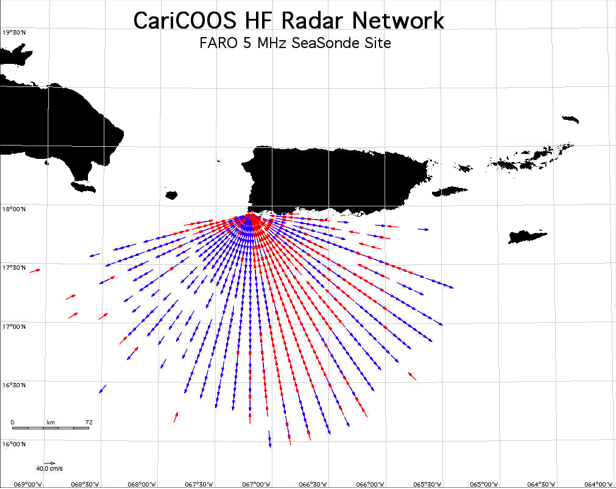 CariCOOS HF Radar Network
FARO 5 MHz SeaSonde Site
19°30'N
18°00'N
17°30'N
17°00'N
16°30'N
0 km 72
16°00'N
40.0 cm/s
069°00'W 068°30'W 068°00'W 067°30'W 067°00'W 066°30'W 066°00'W 065°30'W 065°00'W 064°30'W 064°00'W